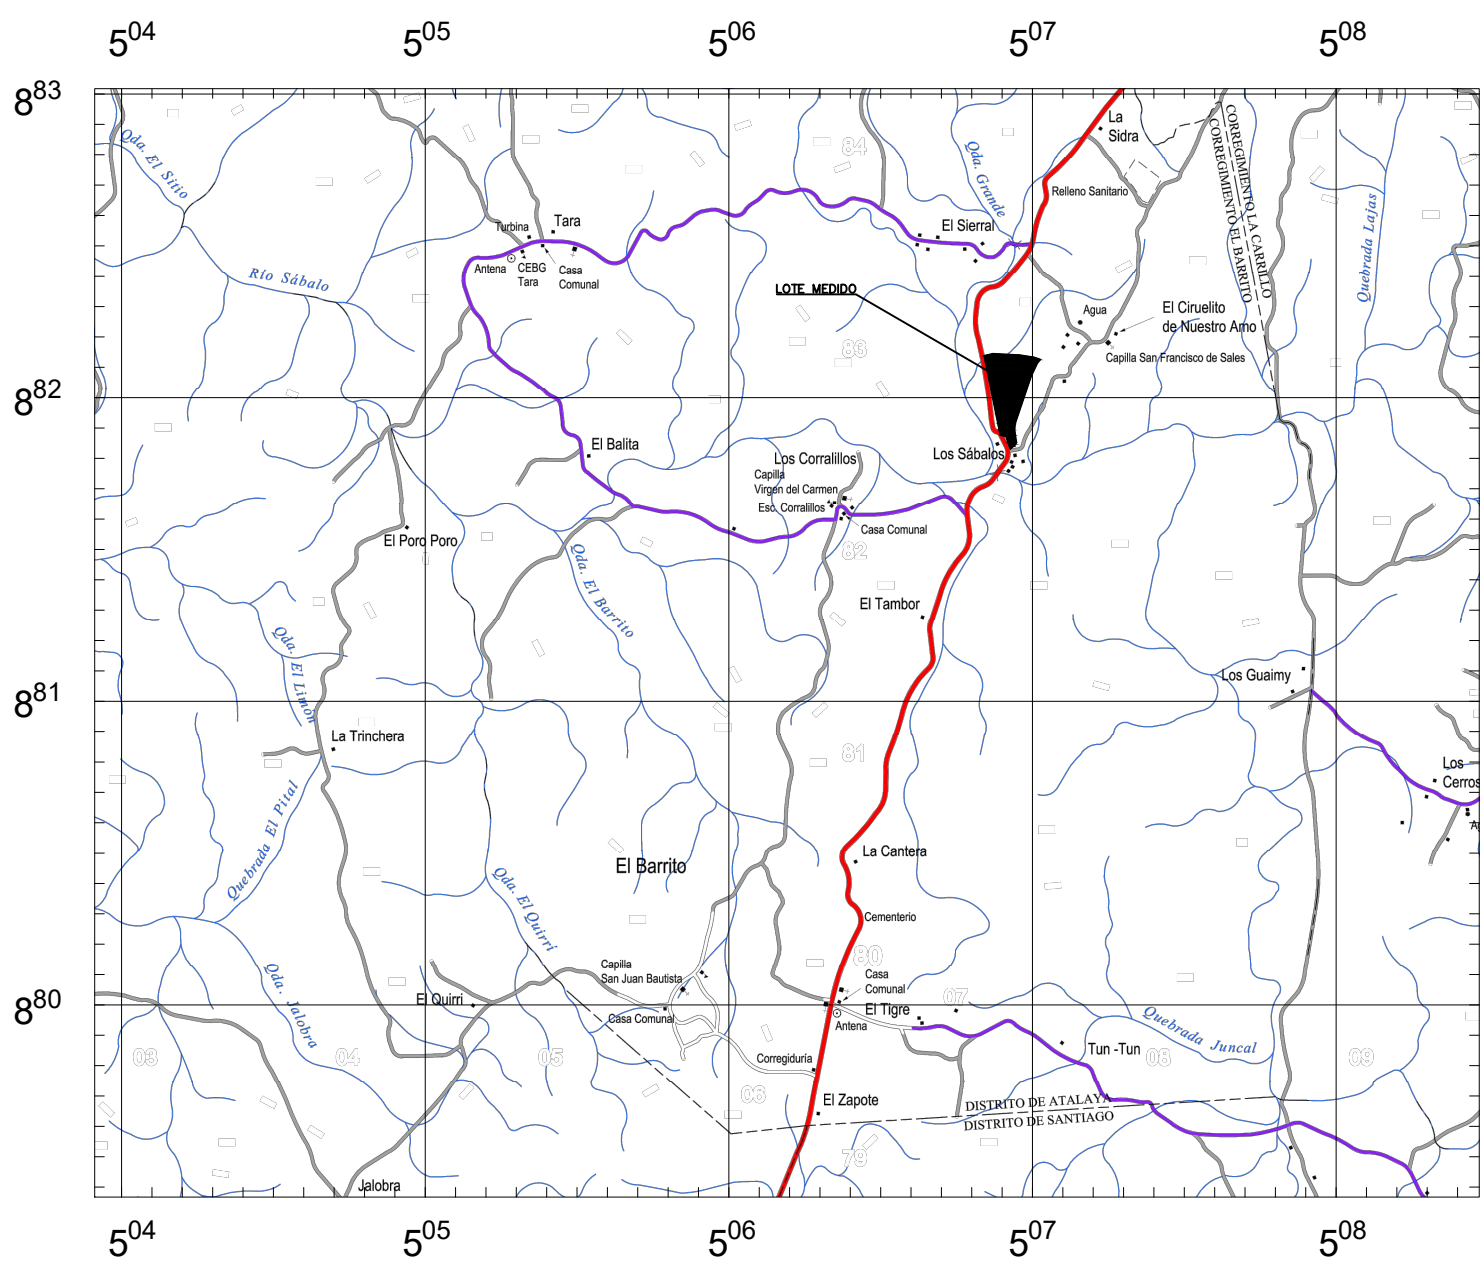 504 505 506 507 508
883
La
Sidra
84
Qda. El Sitio
Qda. Grande
CORREGIMIENTO LA CARRILLO
CORREGIMIENTO EL BARRITO
Relleno Sanitario
Quebrada Lajas
Turbina
Tara
El Sierral
Antena
CEBG
Tara
Casa
Comunal
Río Sábalo
LOTE MEDIDO
Agua
El Ciruelito
de Nuestro Amo
83
Capilla San Francisco de Sales
882
El Balita
Los Corralillos
Los Sábalos
Capilla
Virgen del Carmen
Esc. Corralillos
Casa Comunal
El Poro Poro
82
Qda. El Barrito
El Tambor
Qda. El Limón
Los Guaimy
881
La Trinchera
81
Los
Cerros
Quebrada El Pital
La Cantera
El Barrito
Qda. El Quirri
Cementerio
80
Capilla
San Juan Bautista
Casa
Comunal
Qda. Jalobra
880
El Quirri
07
Casa Comunal
El Tigre
Antena
Quebrada Juncal
03
04
05
Corregiduría
Tun -Tun
08
09
06
El Zapote
DISTRITO DE ATALAYA
DISTRITO DE SANTIAGO
79
Jalobra
504 505 506 507 508